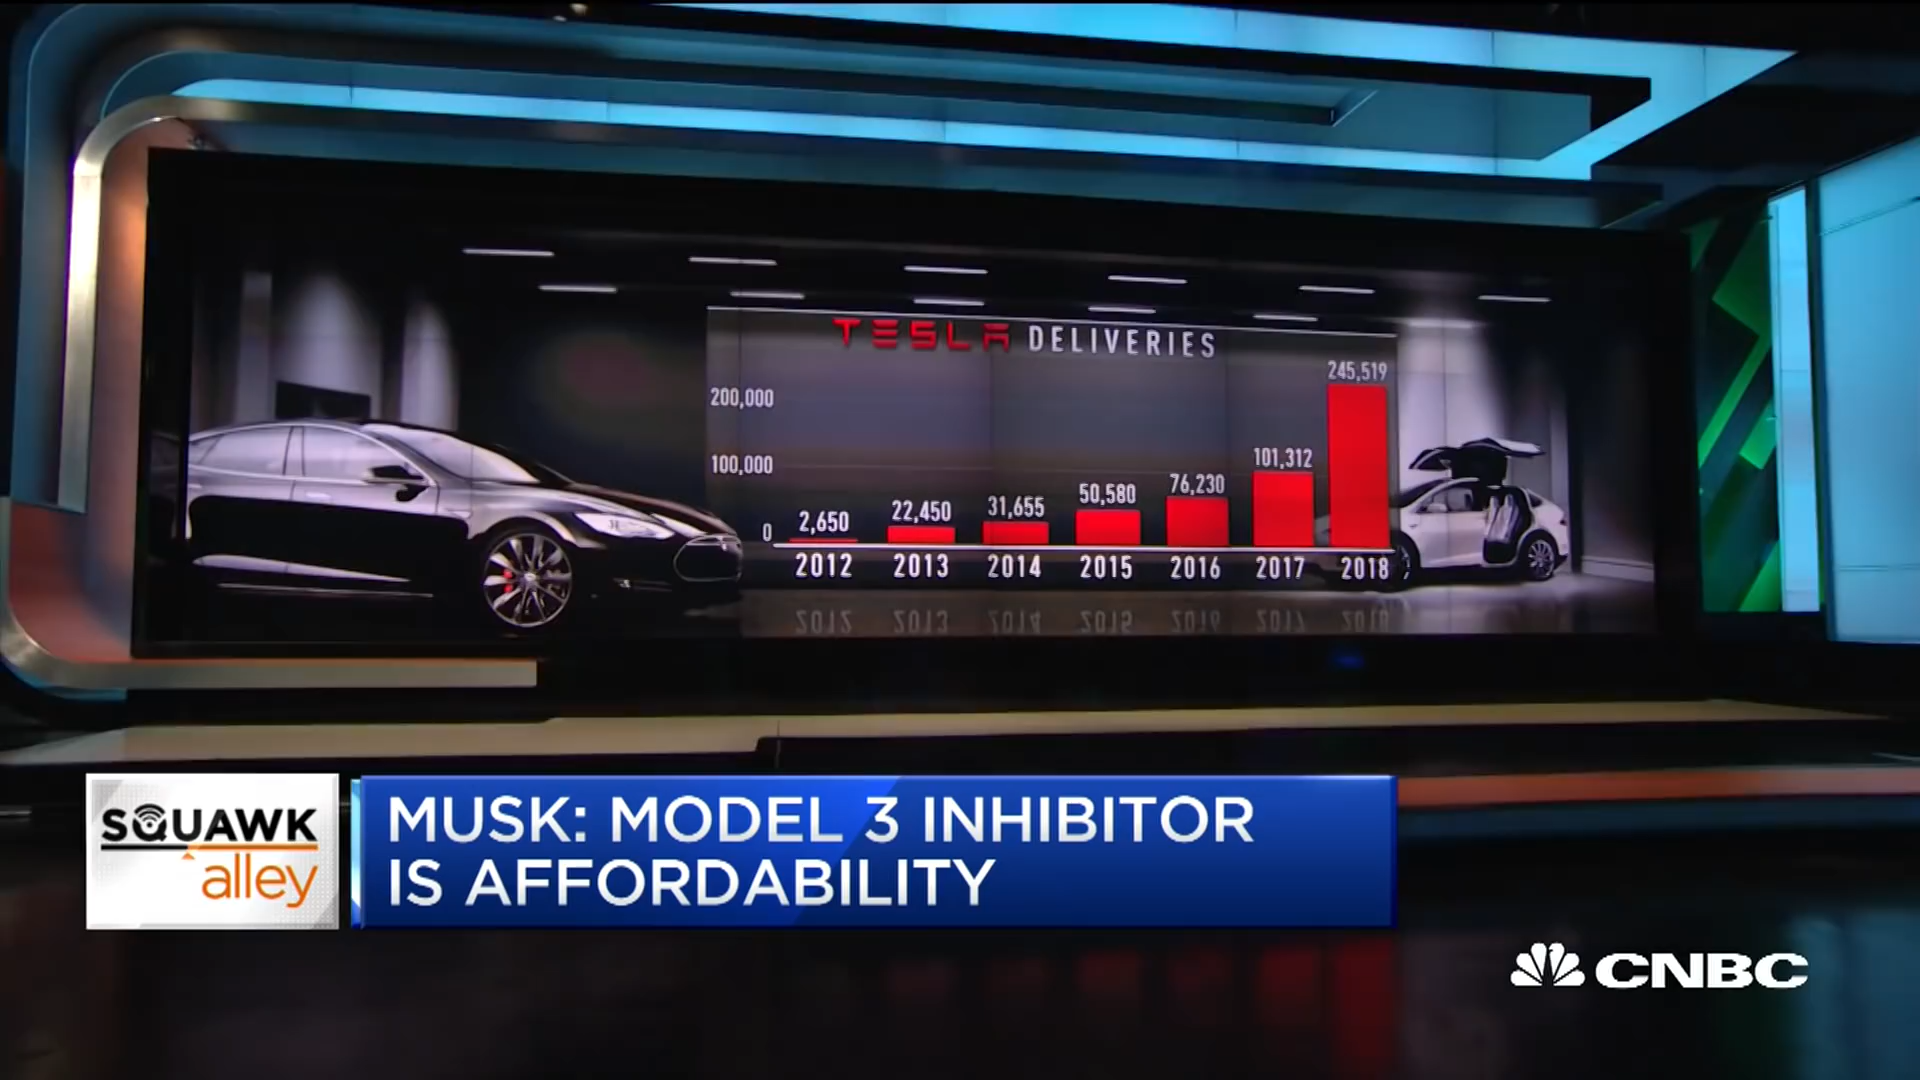 TESLA DELIVERIES
245,519
200,000
101,312
100,000
76,230
50,580
31,655
22,450
2,650
0
2012 2013 2014 2015 2016 2017 2018
SQUAWK
alley
MUSK: MODEL 3 INHIBITOR
IS AFFORDABILITY
CNBC